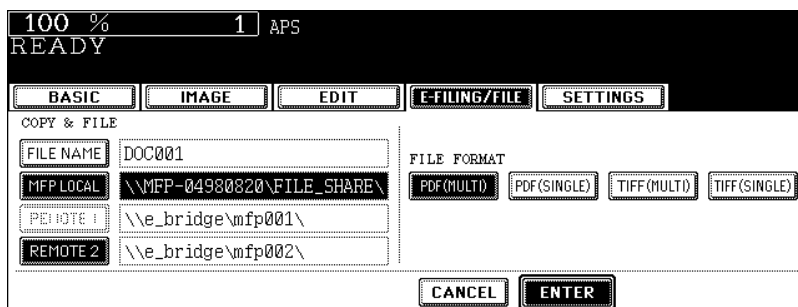 100 % 1 APS
READY
BASIC IMAGE EDIT E-FILING/FILE SETTINGS
COPY & FILE
FILE NAME DOC001
FILE FORMAT
MFP LOCAL \\MFP-04980820\FILE_SHARE\
PDF(MULTI) PDF(SINGLE) TIFF(MULTI) TIFF(SINGLE)
REMOTE 1 \\e_bridge\mfp001\
REMOTE 2 \\e_bridge\mfp002\
CANCEL ENTER